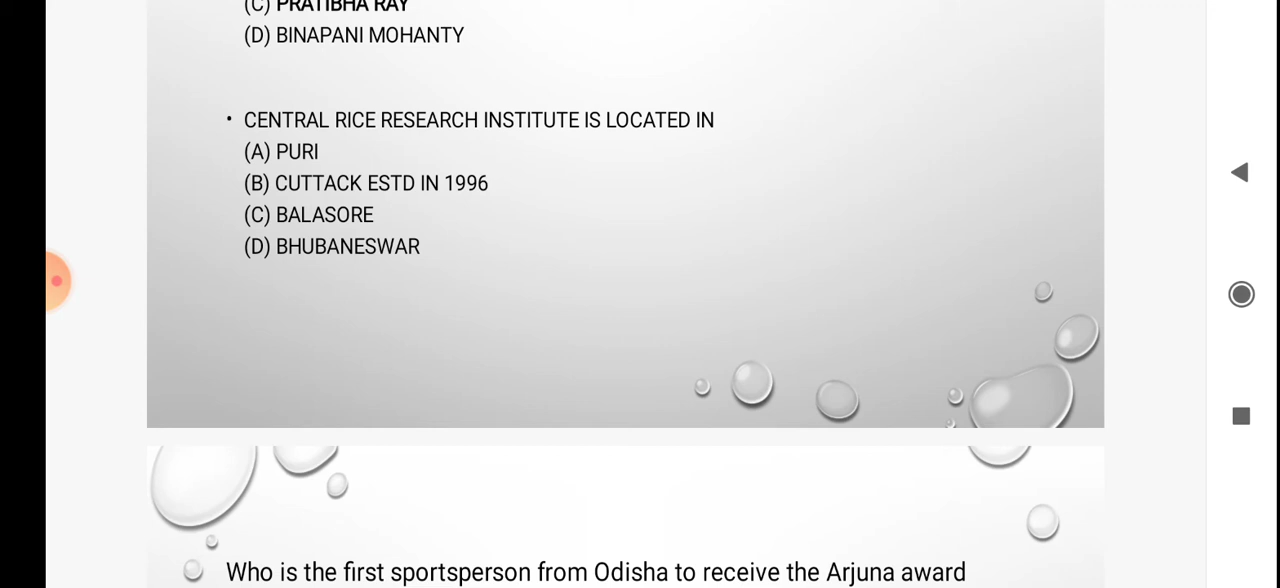 (C) PRATIBHA RAY
(D) BINAPANI MOHANTY
• CENTRAL RICE RESEARCH INSTITUTE IS LOCATED IN
(A) PURI
(B) CUTTACK ESTD IN 1996
(C) BALASORE
(D) BHUBANESWAR
Who is the first sportsperson from Odisha to receive the Arjuna award